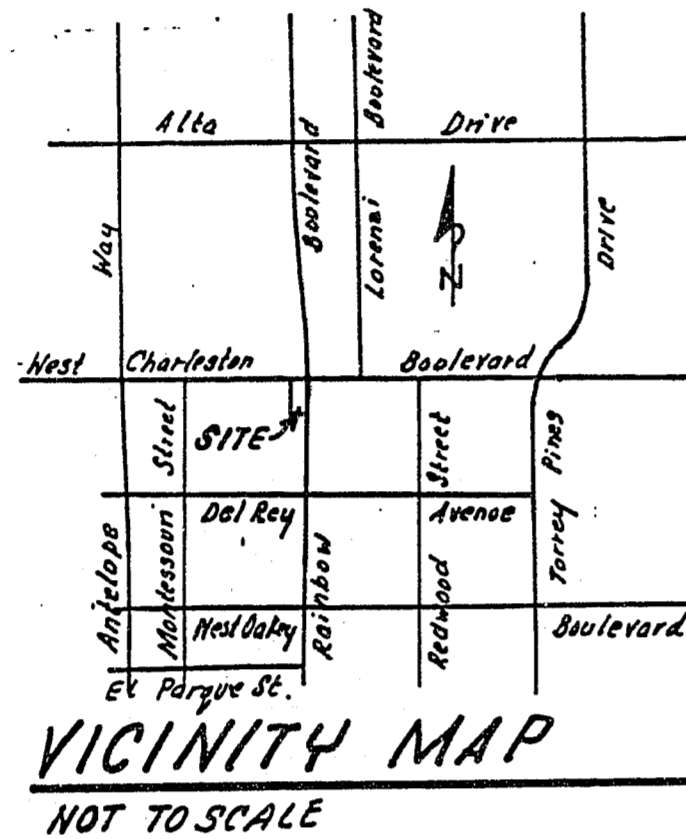 Alta Drive
Boulevard
Boulevard
Lorenzi
Way
Drive
N
West Charleston Boulevard
Street
SITE
Street
Pines
Del Rey Avenue
Antelope
Montessouri
Rainbow
Redwood
Torrey
West Oakey Boulevard
El Parque St.
VICINITY MAP
NOT TO SCALE